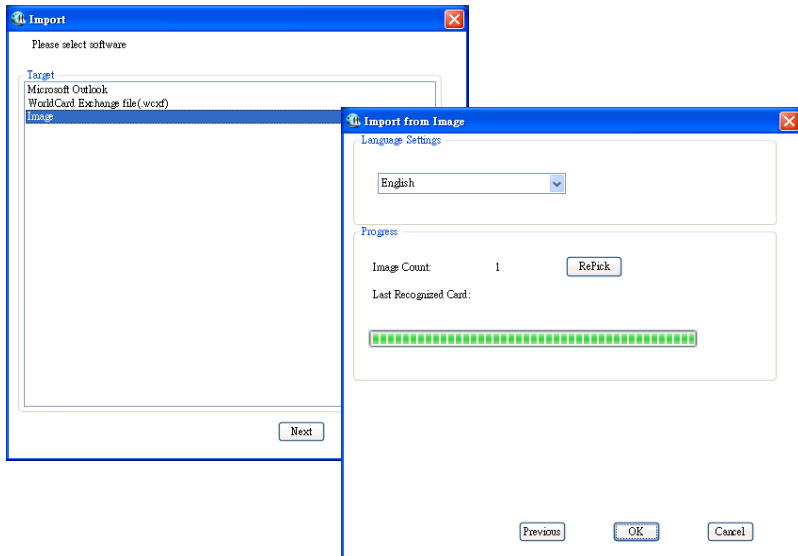 Import
Please select software
Target
Microsoft Outlook
WorldCard Exchange file(.wcxf)
Image
Next
Import from Image
Language Settings
English
Progress
Image Count: 1 RePick
Last Recognized Card:
Previous OK Cancel